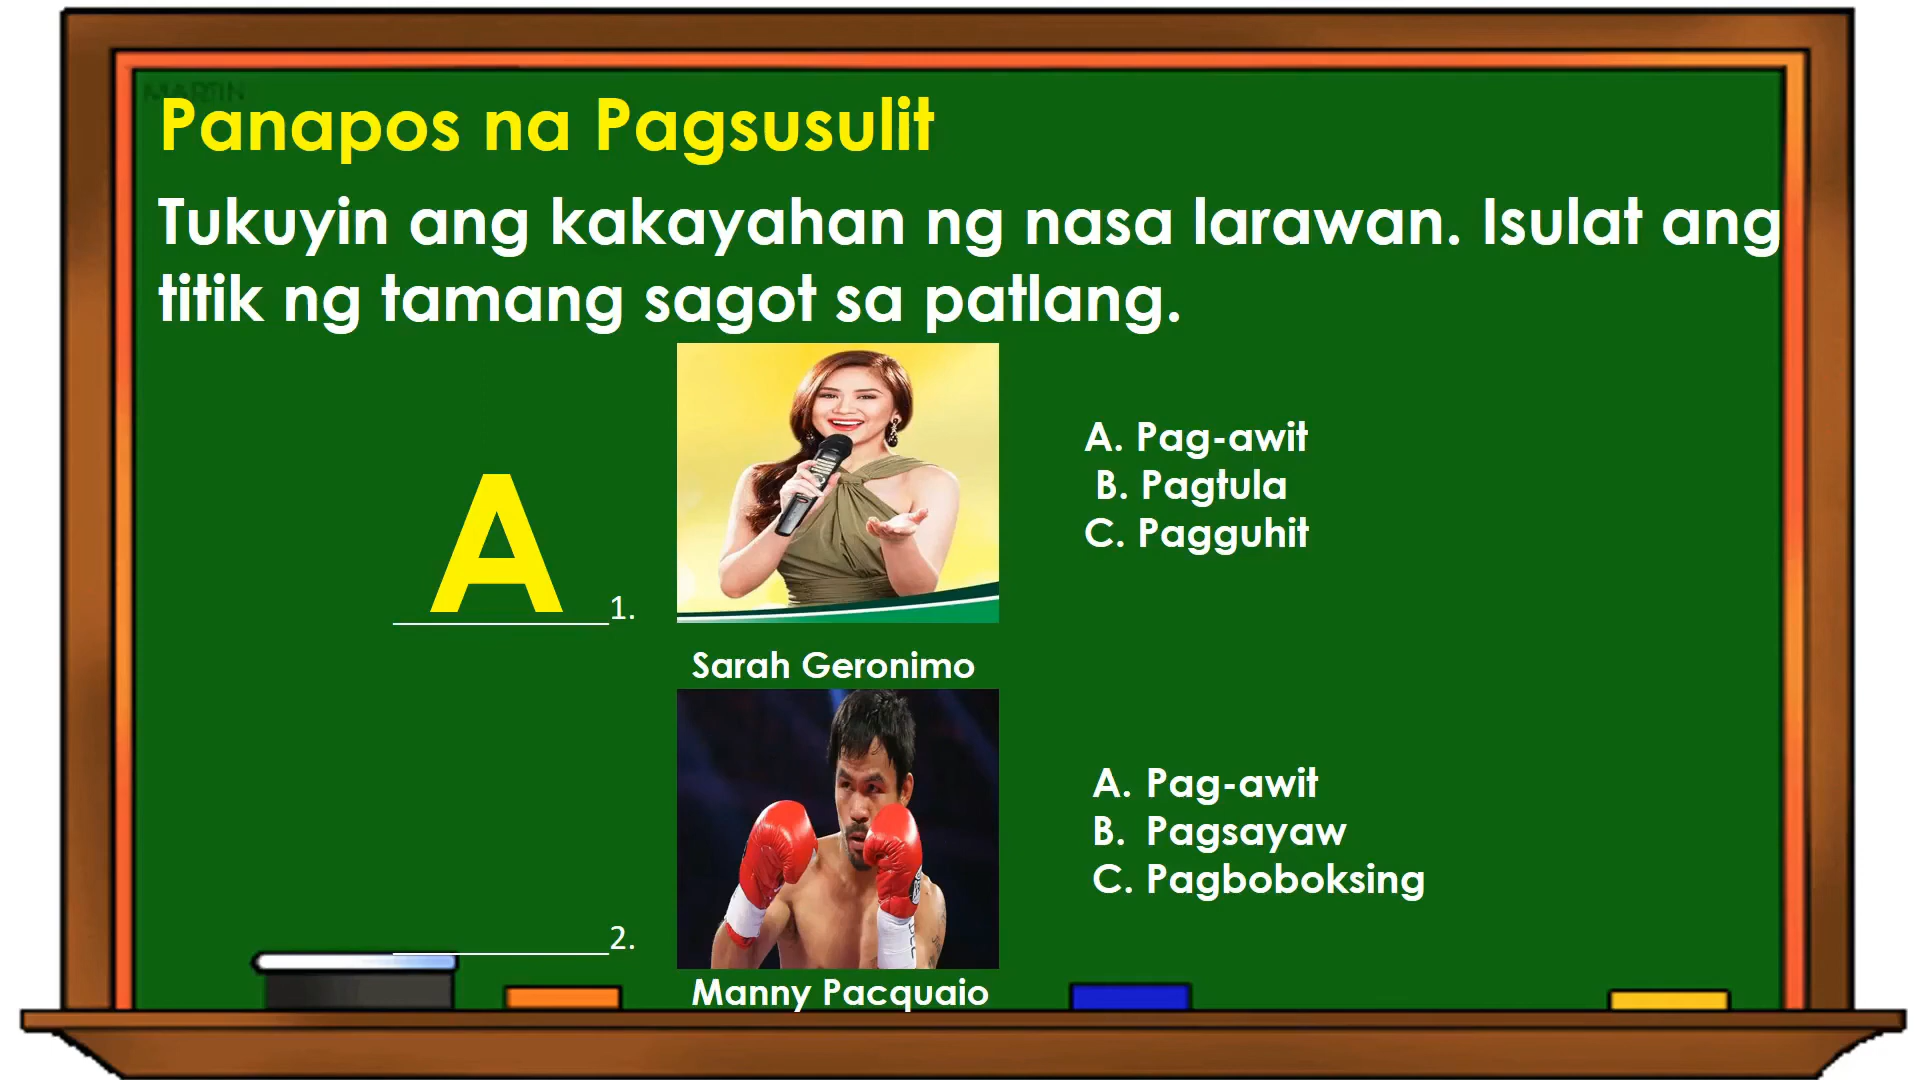 MARTIN
Panapos na Pagsusulit
Tukuyin ang kakayahan ng nasa larawan. Isulat ang
titik ng tamang sagot sa patlang.
A
1.
A. Pag-awit
B. Pagtula
C. Pagguhit
Sarah Geronimo
2.
A. Pag-awit
B. Pagsayaw
C. Pagboboksing
Manny Pacquaio